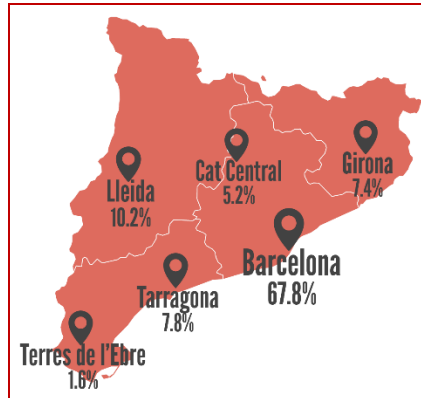 Cat Central
5.2%
Girona
7.4%
Lleida
10.2%
Barcelona
67.8%
Tarragona
7.8%
Terres de l'Ebre
1.6%